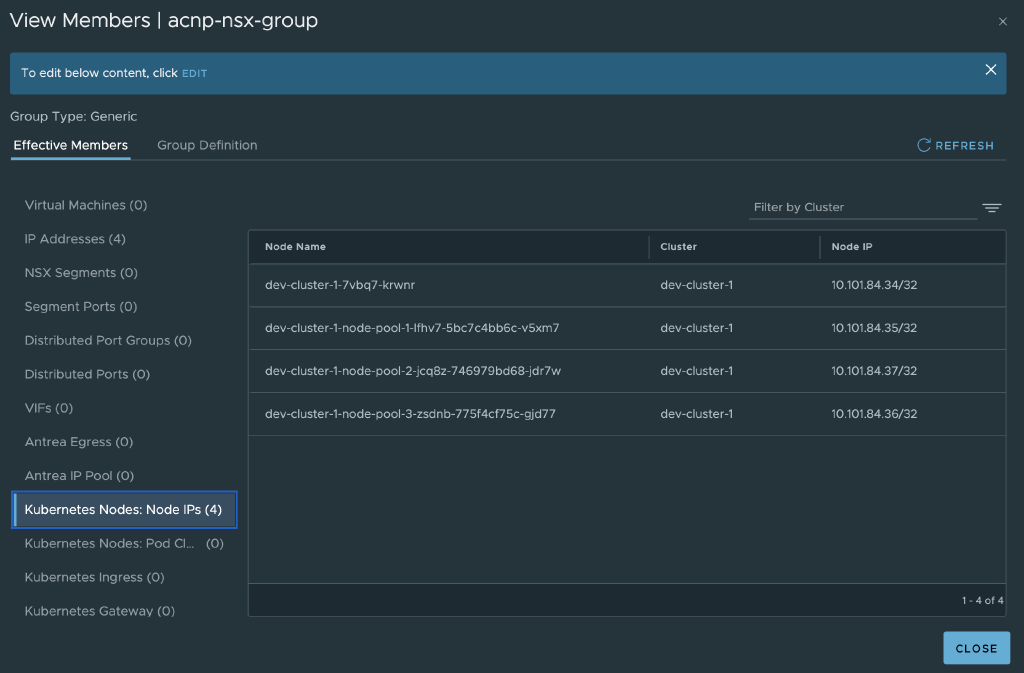 View Members | acnp-nsx-group
To edit below content, click EDIT
Group Type: Generic
Effective Members Group Definition REFRESH
Virtual Machines (0)
IP Addresses (4)
NSX Segments (0)
Segment Ports (0)
Distributed Port Groups (0)
Distributed Ports (0)
VIFs (0)
Antrea Egress (0)
Antrea IP Pool (0)
Kubernetes Nodes: Node IPs (4)
Kubernetes Nodes: Pod Cl... (0)
Kubernetes Ingress (0)
Kubernetes Gateway (0)
Filter by Cluster
Node Name Cluster Node IP
dev-cluster-1-7vbq7-krwnr dev-cluster-1 10.101.84.34/32
dev-cluster-1-node-pool-1-lfhv7-5bc7c4bb6c-v5xm7 dev-cluster-1 10.101.84.35/32
dev-cluster-1-node-pool-2-jcq8z-746979bd68-jdr7w dev-cluster-1 10.101.84.37/32
dev-cluster-1-node-pool-3-zsdnb-775f4cf75c-gjd77 dev-cluster-1 10.101.84.36/32
1 - 4 of 4
CLOSE